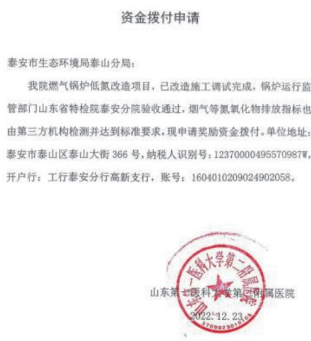 资金拨付申请
泰安市生态环境局泰山分局：
我院燃气锅炉低氮改造项目，已改造施工调试完成，锅炉运行监
管部门山东省特检院泰安分院验收通过，烟气等氮氧化物排放指标也
由第三方机构检测并达到标准要求，现申请奖励资金拨付。单位地址：
泰安市泰山区泰山大街 366 号，纳税人识别号：12370000495570987W，
开户行：工行泰安分行高新支行，账号：1604010209024902058。
山东第一医科大学第二附属医院
2022.12.23